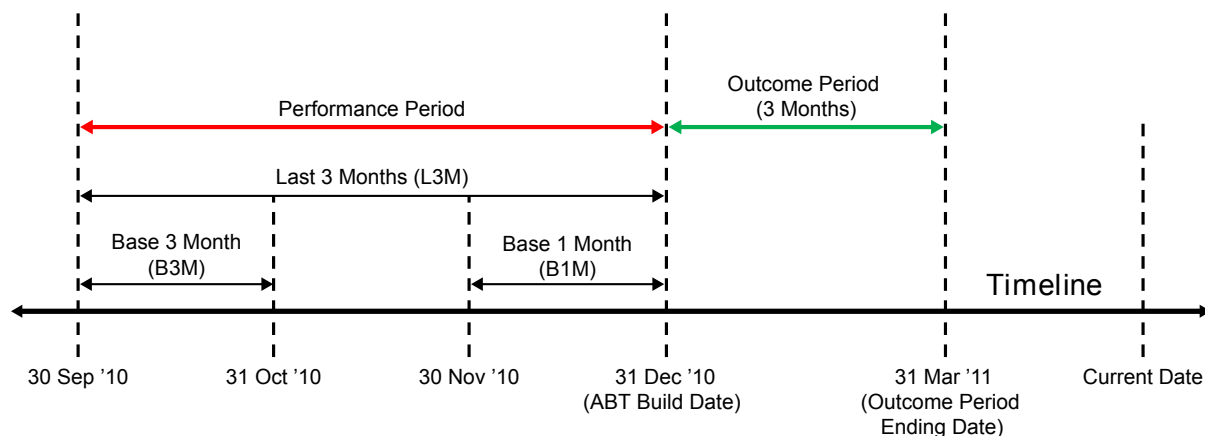 Outcome Period
(3 Months)
Performance Period
Last 3 Months (L3M)
Base 3 Month
(B3M)
Base 1 Month
(B1M)
Timeline
30 Sep ’10
31 Oct ’10
30 Nov ’10
31 Dec ’10
(ABT Build Date)
31 Mar ’11
(Outcome Period
Ending Date)
Current Date